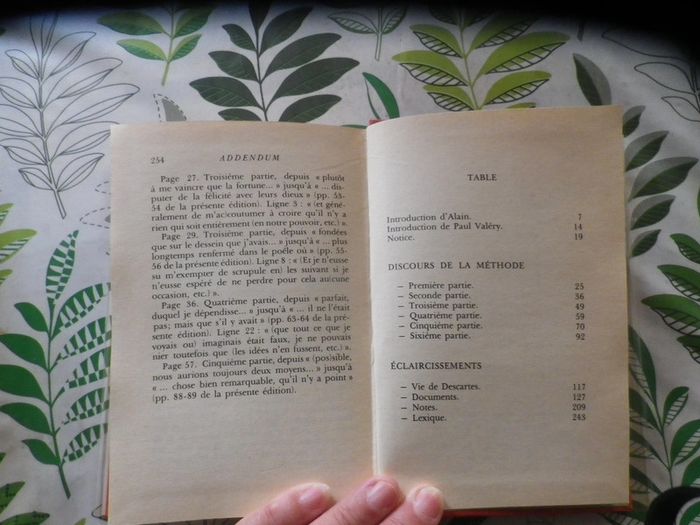 254 ADDENDUM
Page 27. Troisième partie, depuis « plutôt
à me vaincre que la fortune... » jusqu'à « ... dis-
puter de la félicité avec leurs dieux » (pp. 53-
54 de la présente édition). Ligne 3 : « (et géné-
ralement de m'ac)coutumer à croire qu'il n'y a
rien qui soit entièrement (en notre pouvoir, etc.) ».
Page 29. Troisième partie, depuis « fondées
que sur le dessein que j'avais... » jusqu'à « ... plus
longtemps renfermé dans le poêle où » (pp. 55-
56 de la présente édition). Ligne 8 : « (Et je n'eusse
su m'exempter de scrupule en) les suivant si je
n'eusse espéré de ne perdre pour cela au(cune
occasion, etc.) ».
Page 36. Quatrième partie, depuis « parfait,
duquel je dépendisse... » jusqu'à « ... il ne l'était
pas; mais que s'il y avait » (pp. 63-64 de la pré-
sente édition). Ligne 22 : « (que tout ce que je
voyais ou) imaginais était faux, je ne pouvais
nier toutefois que (les idées n'en fussent, etc.) ».
Page 57. Cinquième partie, depuis « (pos)sible,
nous aurions toujours deux moyens... » jusqu'à
« ... chose bien remarquable, qu'il n'y a point »
(pp. 88-89 de la présente édition).
TABLE
Introduction d'Alain. 7
Introduction de Paul Valéry. 14
Notice. 19
DISCOURS DE LA MÉTHODE
— Première partie. 25
— Seconde partie. 36
— Troisième partie. 49
— Quatrième partie. 59
— Cinquième partie. 70
— Sixième partie. 92
ÉCLAIRCISSEMENTS
— Vie de Descartes. 117
— Documents. 127
— Notes. 209
— Lexique. 243